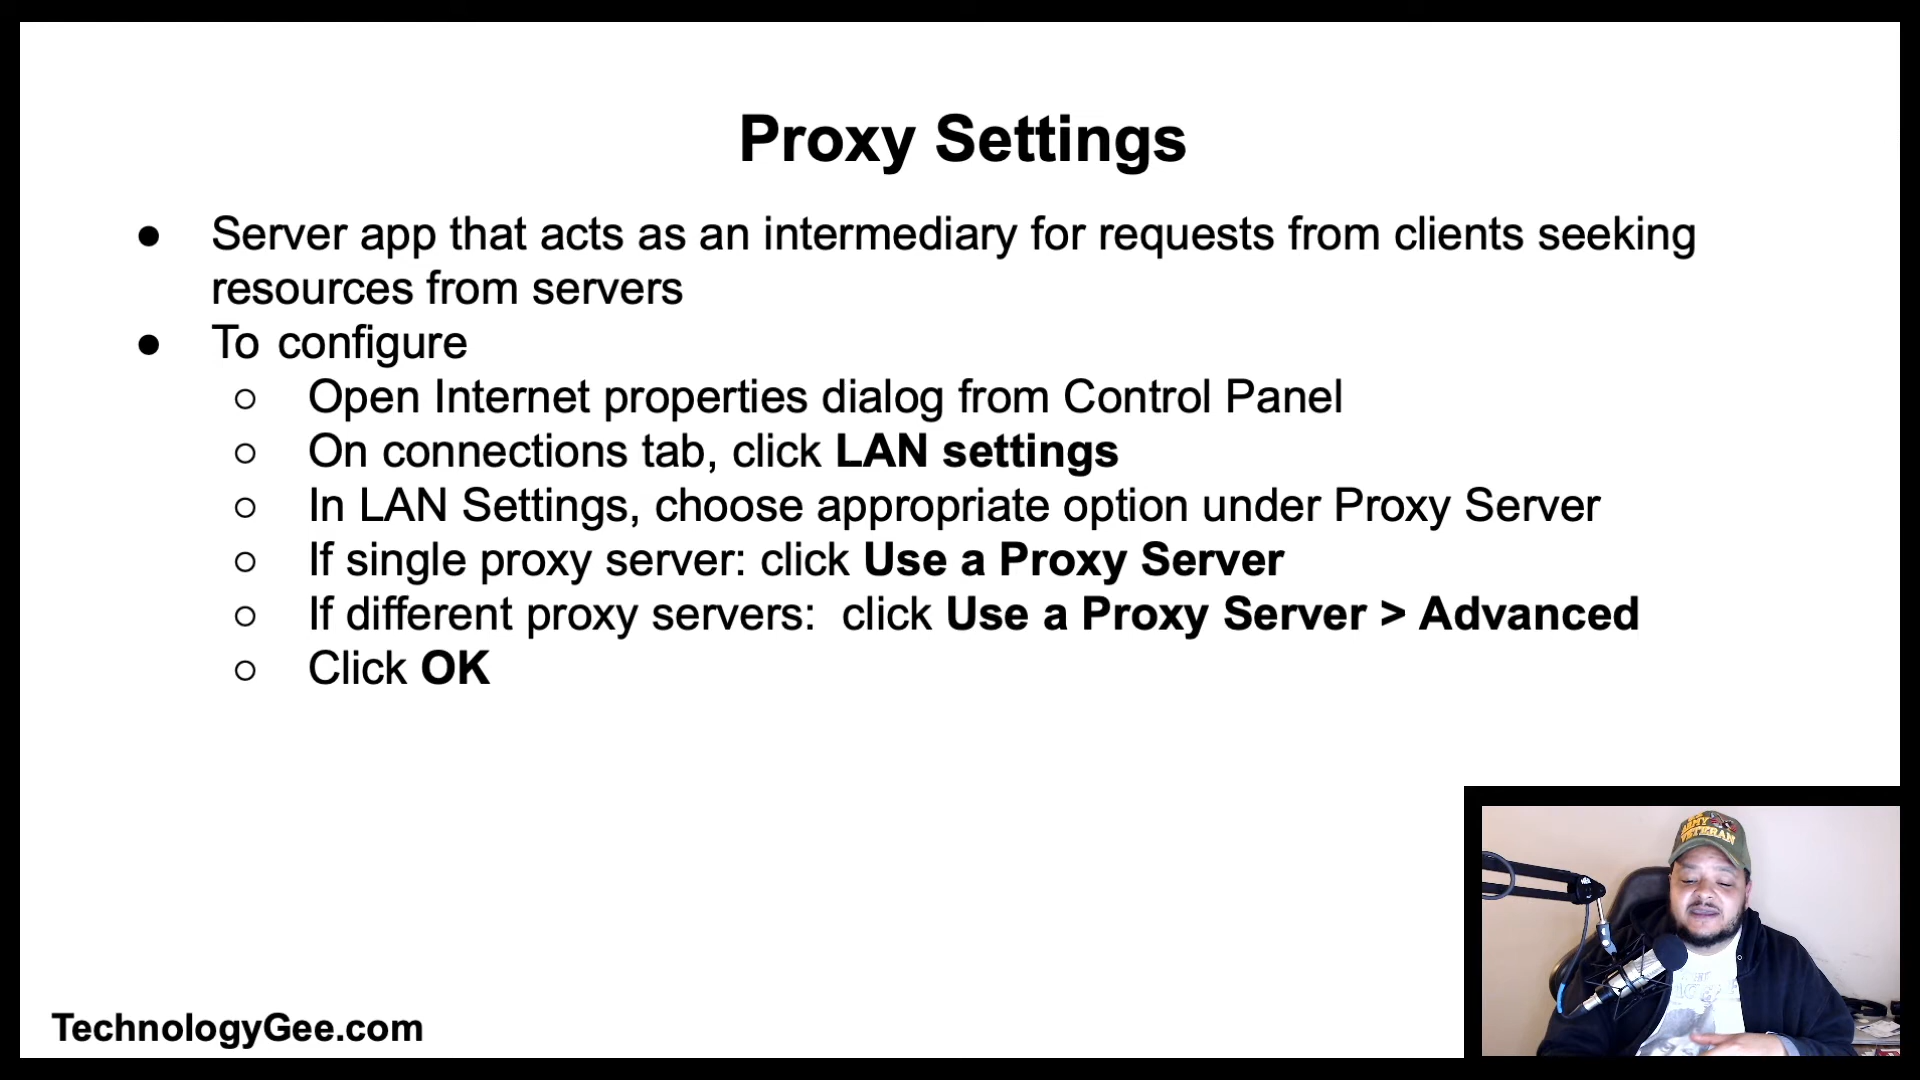 Proxy Settings
● Server app that acts as an intermediary for requests from clients seeking
resources from servers
● To configure
○ Open Internet properties dialog from Control Panel
○ On connections tab, click LAN settings
○ In LAN Settings, choose appropriate option under Proxy Server
○ If single proxy server: click Use a Proxy Server
○ If different proxy servers:  click Use a Proxy Server > Advanced
○ Click OK
ARMY
VETERAN
TechnologyGee.com